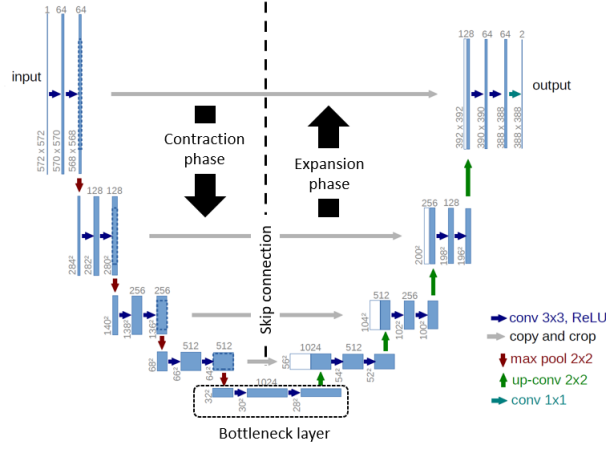 1 64 64
128 64 64 2
input
output
572 x 572
570 x 570
568 x 568
392 x 392
390 x 390
388 x 388
388 x 388
Contraction
phase
Expansion
phase
Skip connection
128 128
284²
282²
280²
256 128
200²
198²
196²
256 256
140²
138²
136²
512 256
104²
102²
100²
512 512
68²
66²
64²
1024 512
56²
54²
52²
1024
32²
30²
28²
Bottleneck layer
conv 3x3, ReLU
copy and crop
max pool 2x2
up-conv 2x2
conv 1x1